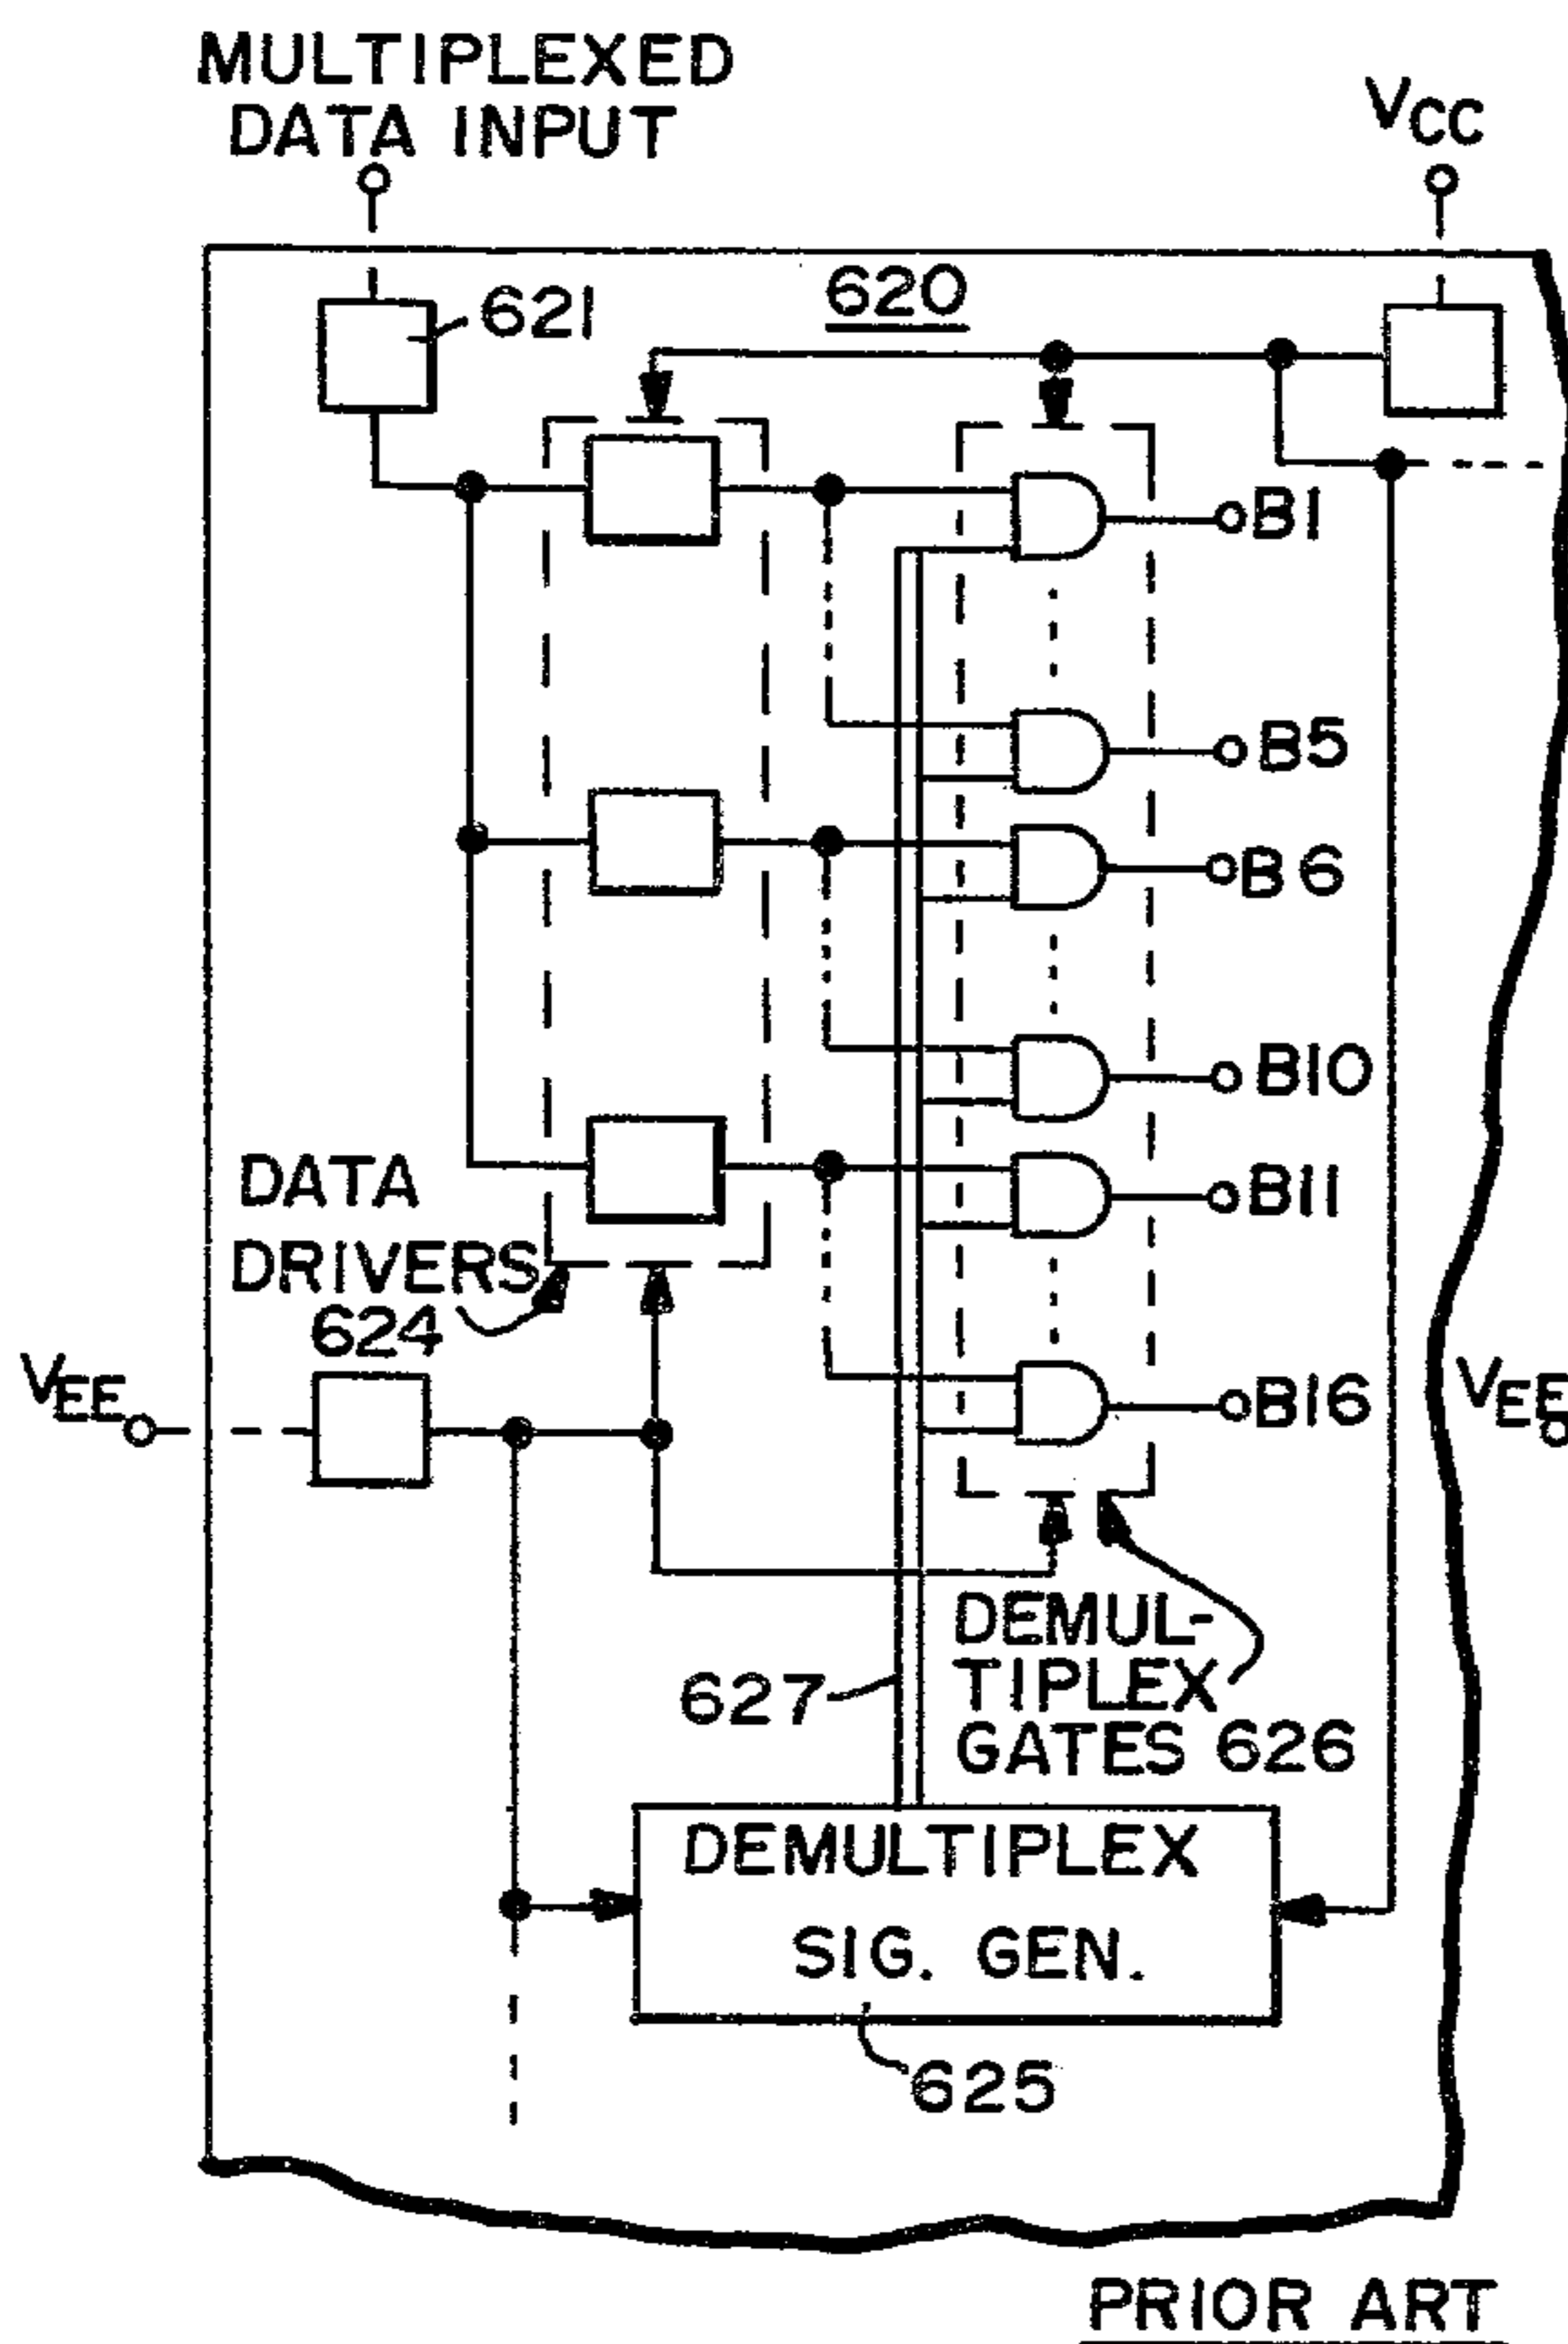 MULTIPLEXED
DATA INPUT
VCC
621
620
B1
B5
B6
B10
DATA
DRIVERS
624
B11
VEE
B16
VEE
DEMUL-
TIPLEX
GATES 626
627
DEMULTIPLEX
SIG. GEN.
625
PRIOR ART